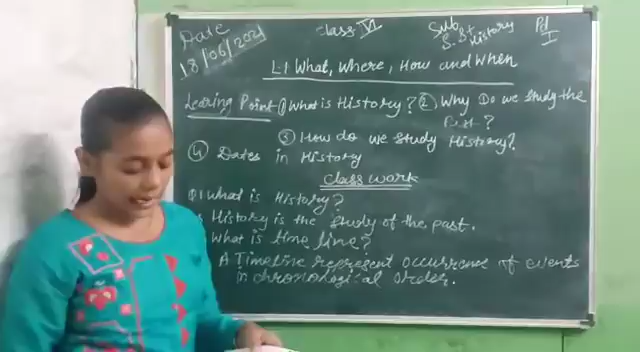 Date Class VI Sub Pd
18/06/2021 S.St History I
L:1 What, Where, How and When
Learing Point ① What is History? ② Why Do we study the
Past?
③ How do we study History?
④ Dates in History
Class Work
Q1 What is History?
History is the study of the past.
What is time line?
A Timeline represent occurrence of events
in chronological order.